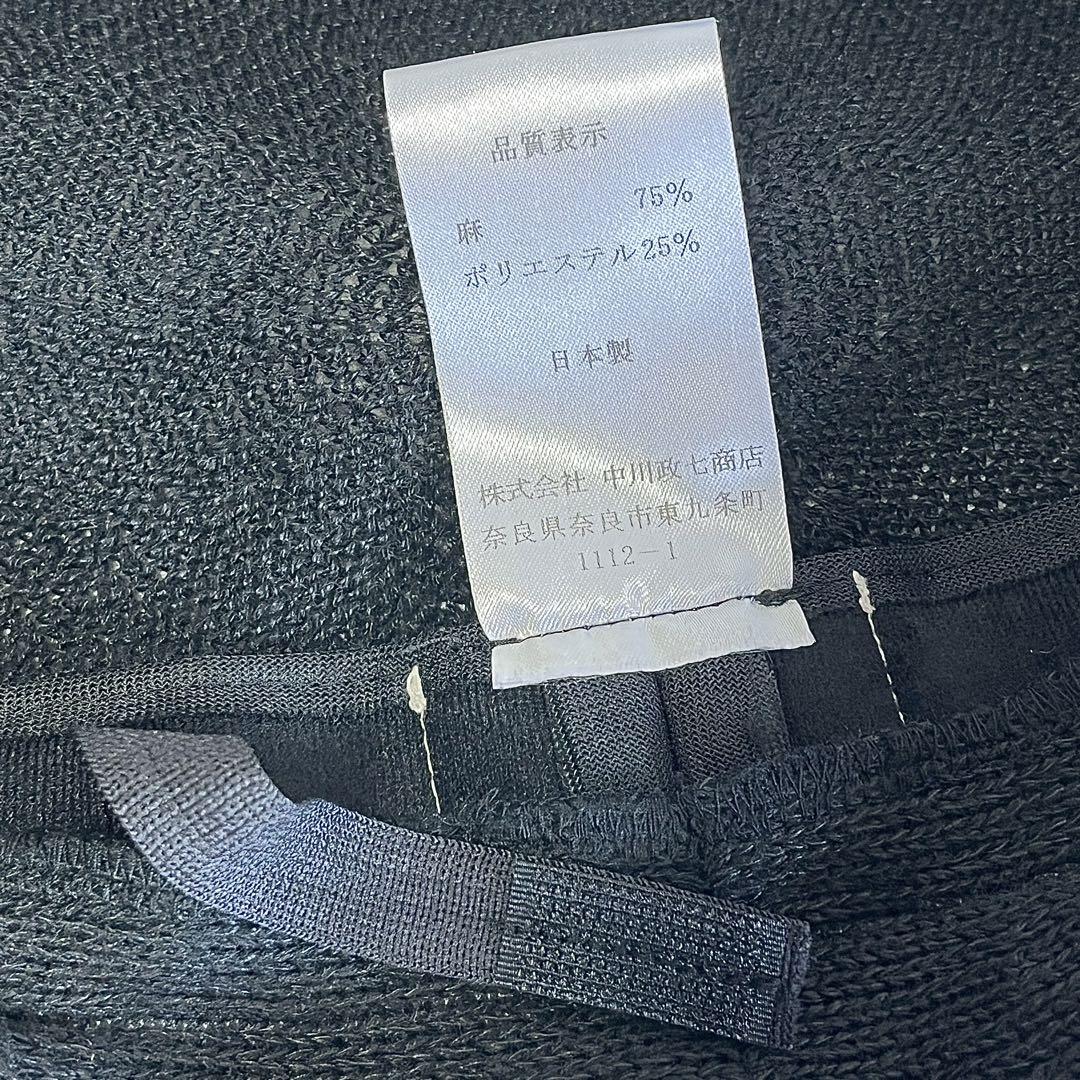 品質表示
麻 75%
ポリエステル25%
日本製
株式会社 中川政七商店
奈良県奈良市東九条町
1112-1